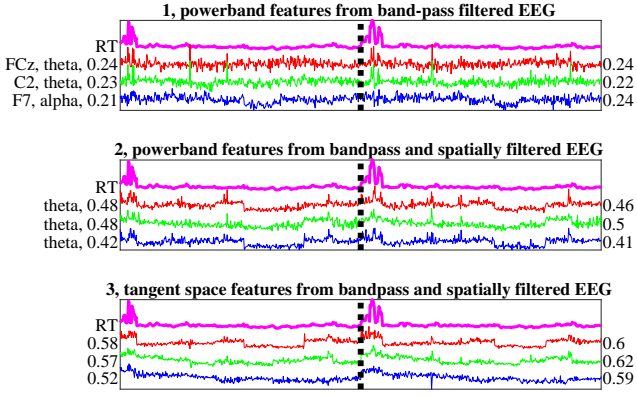 1, powerband features from band-pass filtered EEG
RT
FCz, theta, 0.24 0.24
C2, theta, 0.23 0.22
F7, alpha, 0.21 0.24
2, powerband features from bandpass and spatially filtered EEG
RT
theta, 0.48 0.46
theta, 0.48 0.5
theta, 0.42 0.41
3, tangent space features from bandpass and spatially filtered EEG
RT
0.58 0.6
0.57 0.62
0.52 0.59